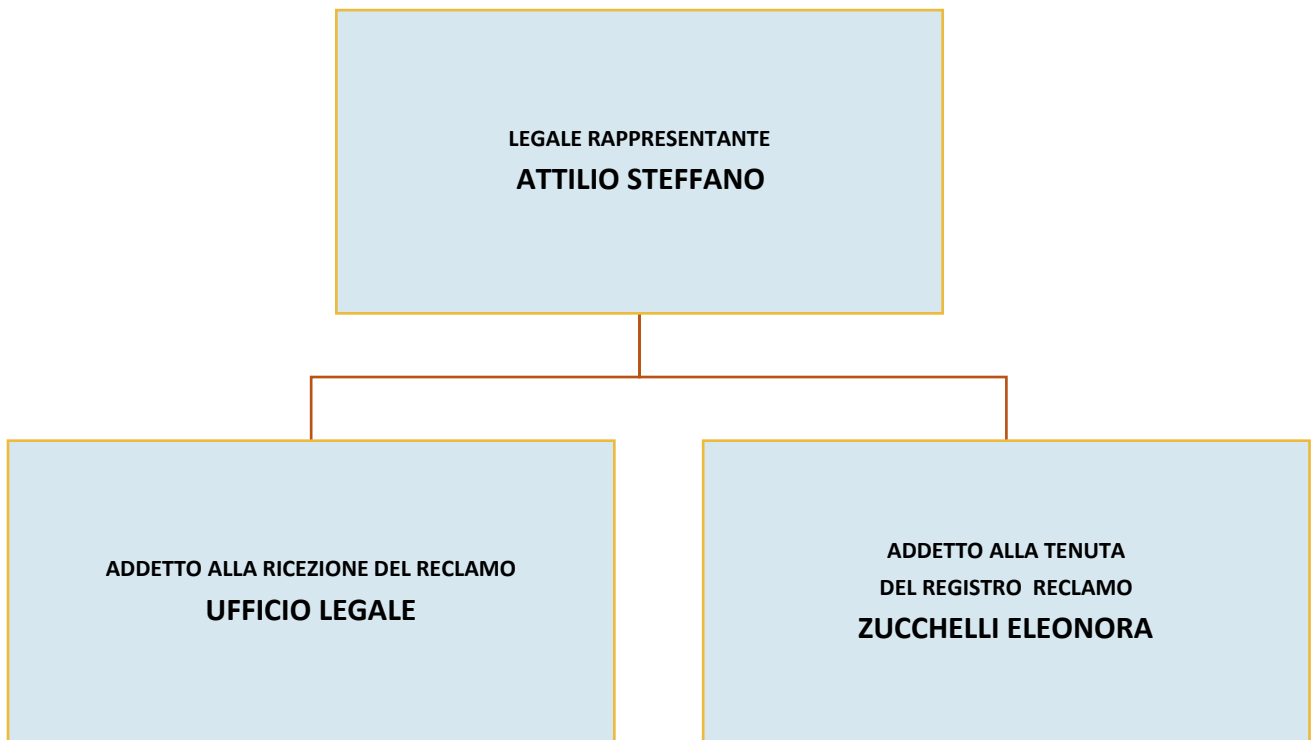 LEGALE RAPPRESENTANTE
ATTILIO STEFFANO
ADDETTO ALLA RICEZIONE DEL RECLAMO
UFFICIO LEGALE
ADDETTO ALLA TENUTA
DEL REGISTRO RECLAMO
ZUCCHELLI ELEONORA